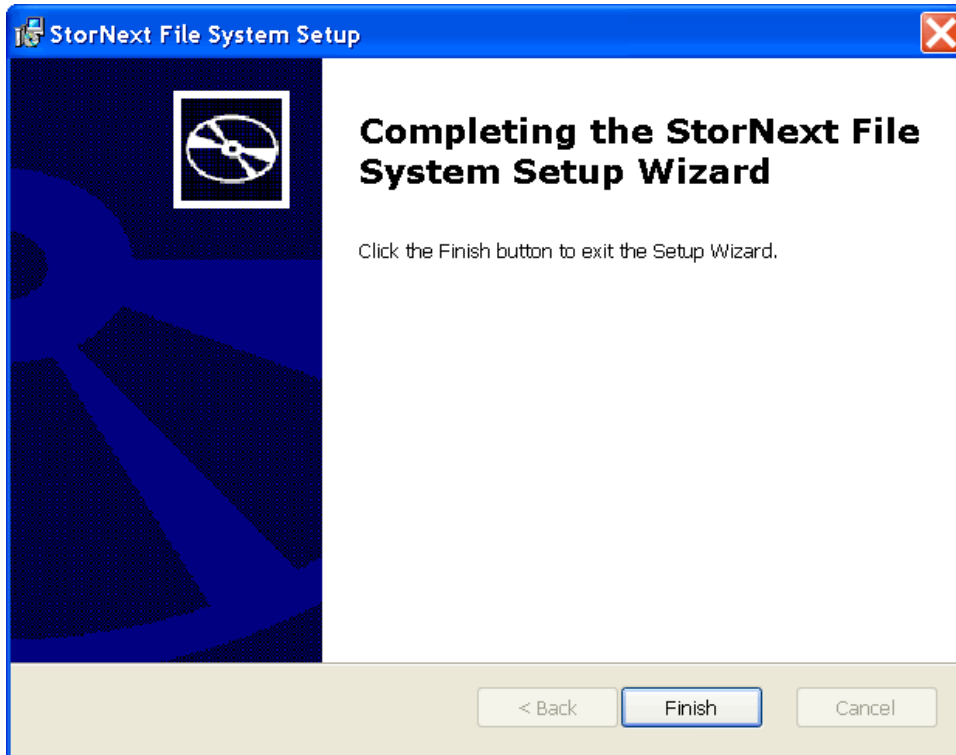 StorNext File System Setup
Completing the StorNext File
System Setup Wizard
Click the Finish button to exit the Setup Wizard.
< Back
Finish
Cancel